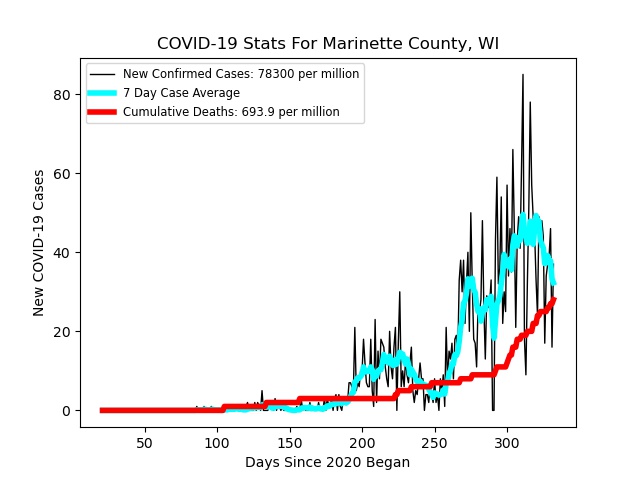 COVID-19 Stats For Marinette County, WI
New Confirmed Cases: 78300 per million
7 Day Case Average
Cumulative Deaths: 693.9 per million
New COVID-19 Cases
80
60
40
20
0
50 100 150 200 250 300
Days Since 2020 Began